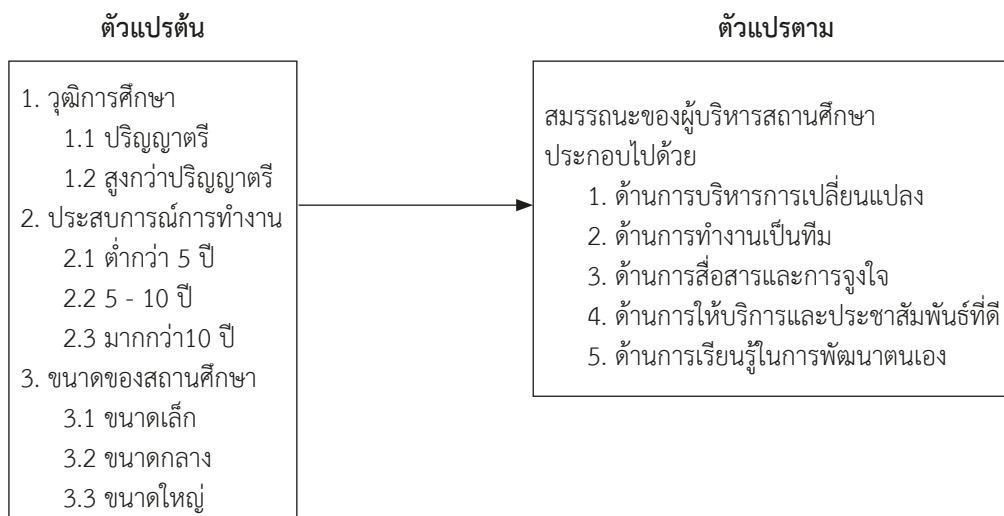 ตัวแปรต้น
1. วุฒิการศึกษา
1.1 ปริญญาตรี
1.2 สูงกว่าปริญญาตรี
2. ประสบการณ์การทำงาน
2.1 ต่ำกว่า 5 ปี
2.2 5 - 10 ปี
2.3 มากกว่า10 ปี
3. ขนาดของสถานศึกษา
3.1 ขนาดเล็ก
3.2 ขนาดกลาง
3.3 ขนาดใหญ่
ตัวแปรตาม
สมรรถนะของผู้บริหารสถานศึกษา
ประกอบไปด้วย
1. ด้านการบริหารการเปลี่ยนแปลง
2. ด้านการทำงานเป็นทีม
3. ด้านการสื่อสารและการจูงใจ
4. ด้านการให้บริการและประชาสัมพันธ์ที่ดี
5. ด้านการเรียนรู้ในการพัฒนาตนเอง